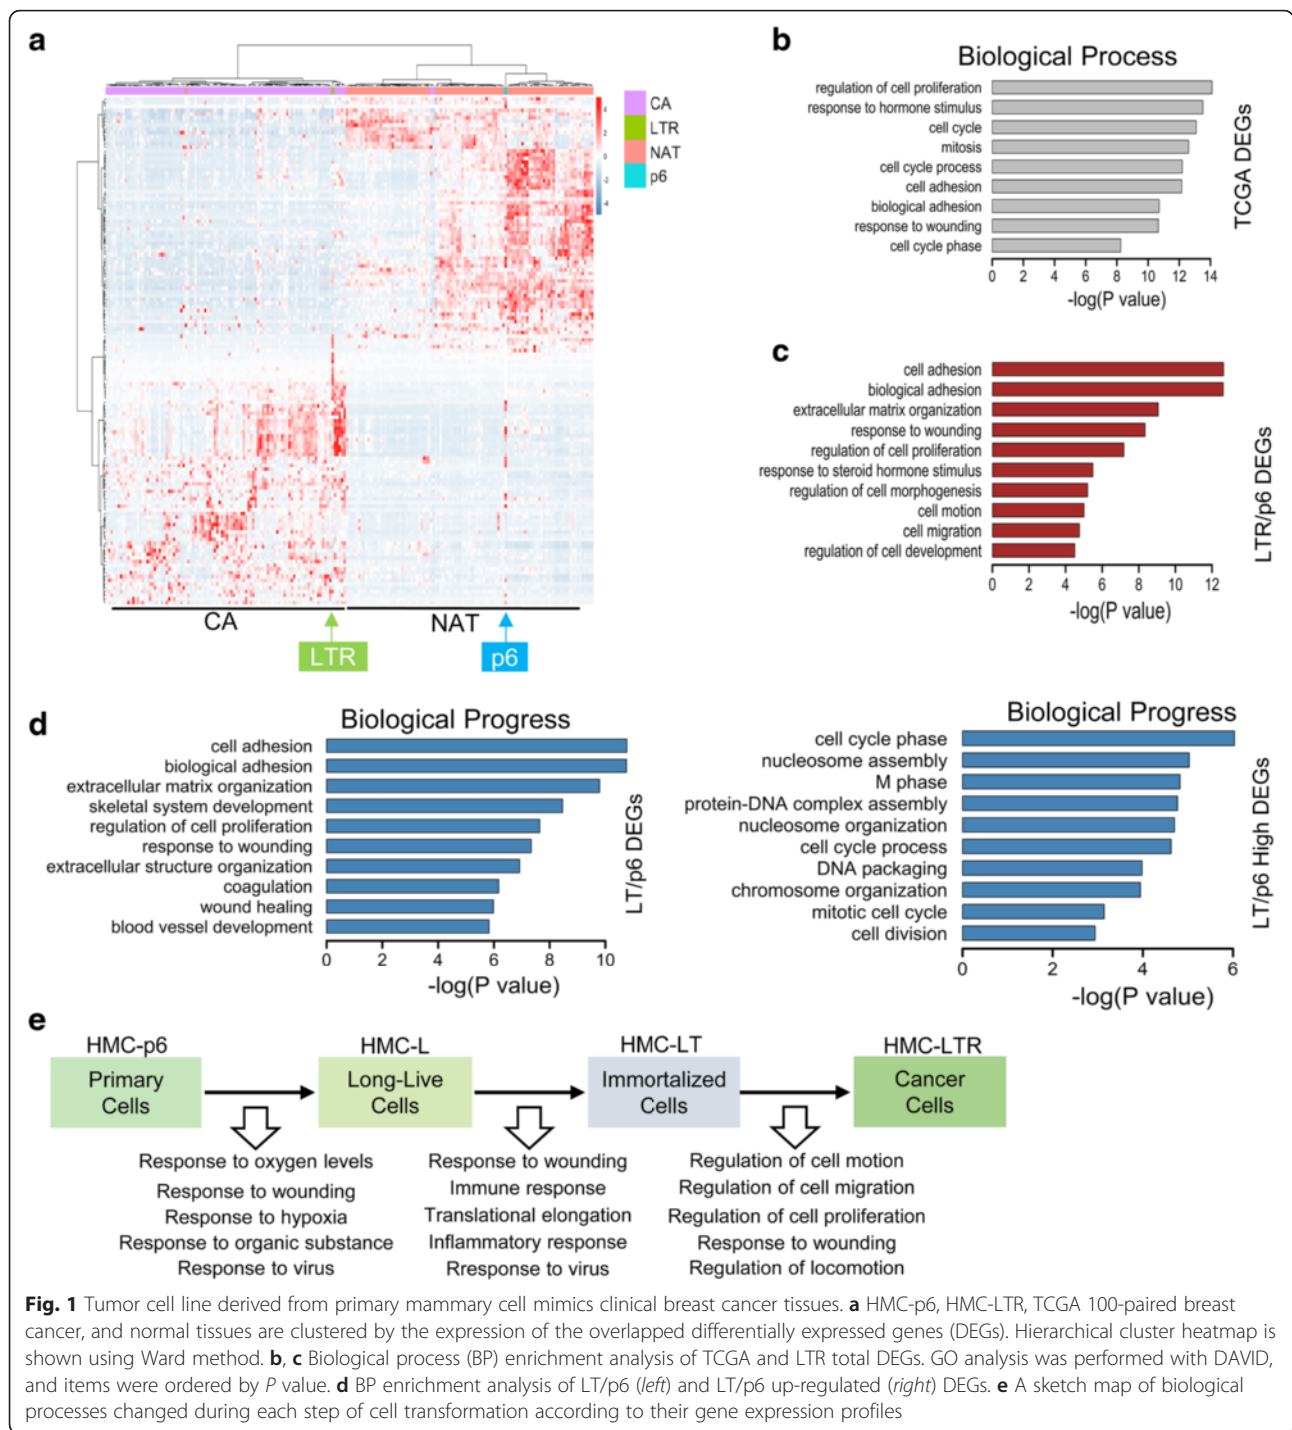 a
CA
LTR
NAT
p6
4
2
0
-2
-4
CA
NAT
LTR
p6
b
Biological Process
regulation of cell proliferation
response to hormone stimulus
cell cycle
mitosis
cell cycle process
cell adhesion
biological adhesion
response to wounding
cell cycle phase
0 2 4 6 8 10 12 14
-log(P value)
TCGA DEGs
c
cell adhesion
biological adhesion
extracellular matrix organization
response to wounding
regulation of cell proliferation
response to steroid hormone stimulus
regulation of cell morphogenesis
cell motion
cell migration
regulation of cell development
0 2 4 6 8 10 12
-log(P value)
LTR/p6 DEGs
d
Biological Progress
cell adhesion
biological adhesion
extracellular matrix organization
skeletal system development
regulation of cell proliferation
response to wounding
extracellular structure organization
coagulation
wound healing
blood vessel development
0 2 4 6 8 10
-log(P value)
LT/p6 DEGs
Biological Progress
cell cycle phase
nucleosome assembly
M phase
protein-DNA complex assembly
nucleosome organization
cell cycle process
DNA packaging
chromosome organization
mitotic cell cycle
cell division
0 2 4 6
-log(P value)
LT/p6 High DEGs
e
HMC-p6 HMC-L HMC-LT HMC-LTR
Primary Long-Live Immortalized Cancer
Cells Cells Cells Cells
Response to oxygen levels
Response to wounding
Response to hypoxia
Response to organic substance
Response to virus
Response to wounding
Immune response
Translational elongation
Inflammatory response
Rresponse to virus
Regulation of cell motion
Regulation of cell migration
Regulation of cell proliferation
Response to wounding
Regulation of locomotion
Fig. 1 Tumor cell line derived from primary mammary cell mimics clinical breast cancer tissues. a HMC-p6, HMC-LTR, TCGA 100-paired breast
cancer, and normal tissues are clustered by the expression of the overlapped differentially expressed genes (DEGs). Hierarchical cluster heatmap is
shown using Ward method. b, c Biological process (BP) enrichment analysis of TCGA and LTR total DEGs. GO analysis was performed with DAVID,
and items were ordered by P value. d BP enrichment analysis of LT/p6 (left) and LT/p6 up-regulated (right) DEGs. e A sketch map of biological
processes changed during each step of cell transformation according to their gene expression profiles